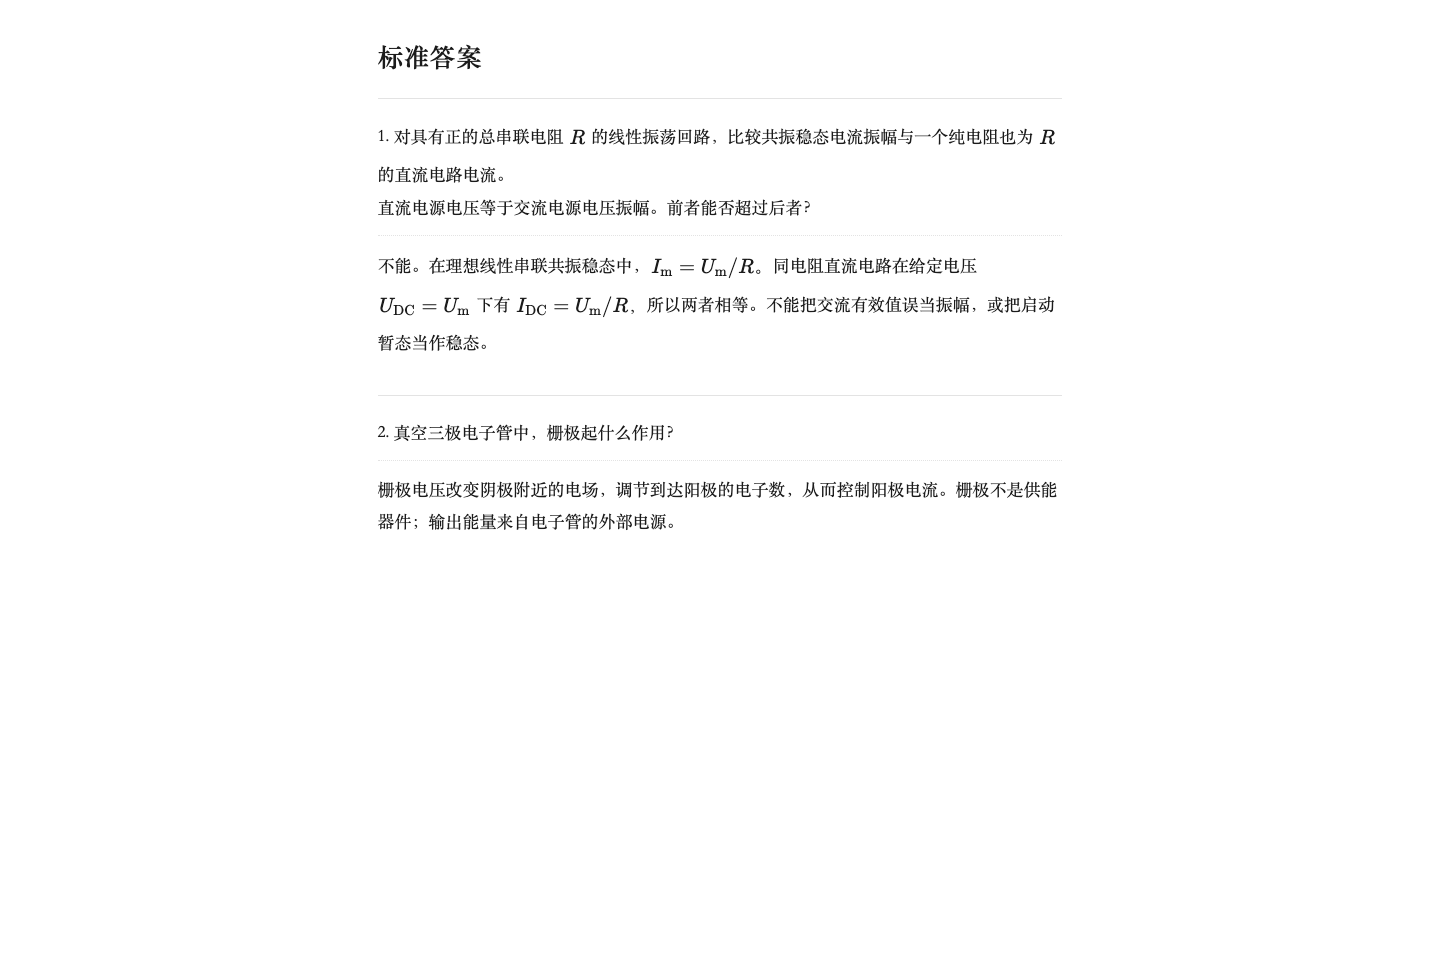 标准答案
1. 对具有正的总串联电阻 R 的线性振荡回路，比较共振稳态电流振幅与一个纯电阻也为 R
的直流电路电流。
直流电源电压等于交流电源电压振幅。前者能否超过后者？
不能。在理想线性串联共振稳态中，I_m = U_m/R。同电阻直流电路在给定电压
U_DC = U_m 下有 I_DC = U_m/R，所以两者相等。不能把交流有效值误当振幅，或把启动
暂态当作稳态。
2. 真空三极电子管中，栅极起什么作用？
栅极电压改变阴极附近的电场，调节到达阳极的电子数，从而控制阳极电流。栅极不是供能
器件；输出能量来自电子管的外部电源。